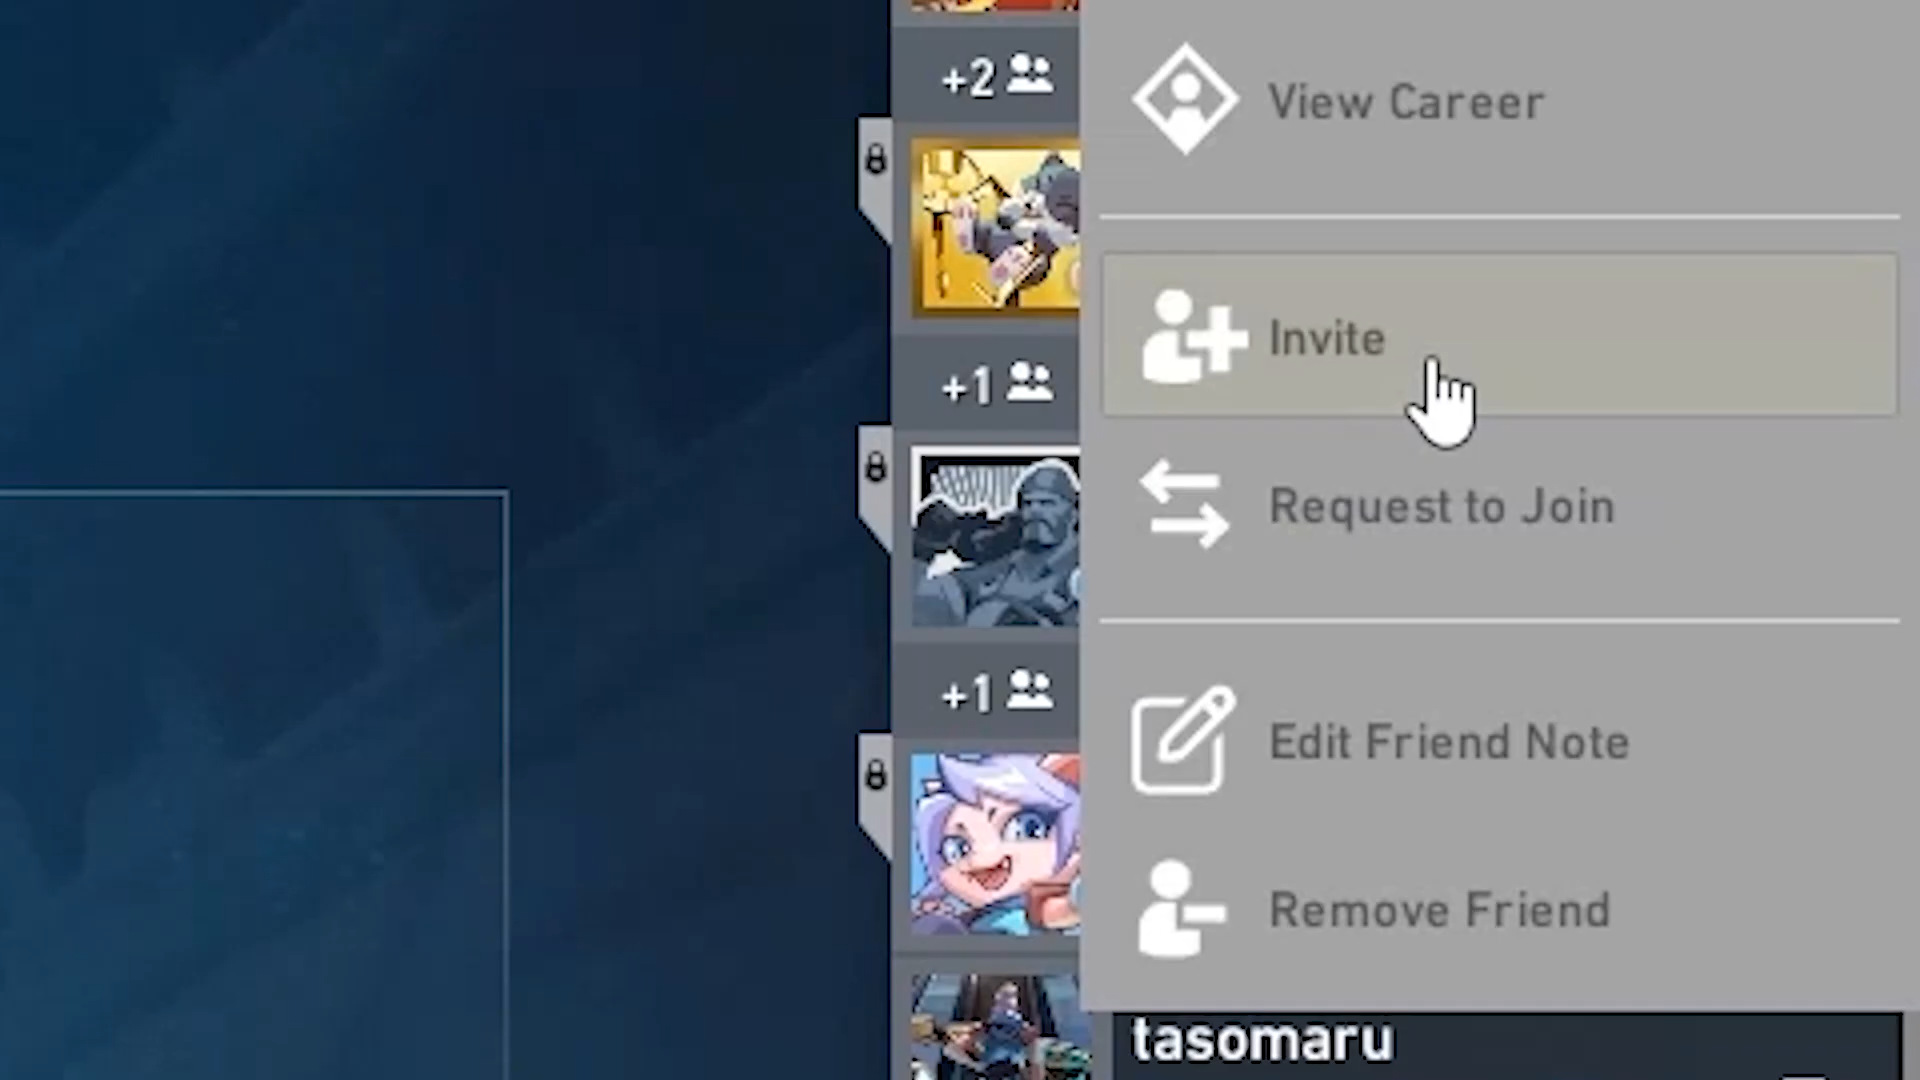 +2
View Career
Invite
+1
Request to Join
+1
Edit Friend Note
Remove Friend
tasomaru